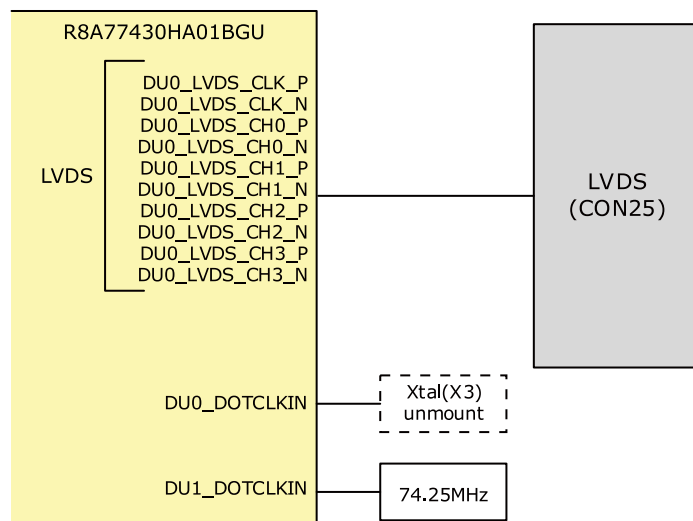 R8A77430HA01BGU
LVDS
DU0_LVDS_CLK_P
DU0_LVDS_CLK_N
DU0_LVDS_CH0_P
DU0_LVDS_CH0_N
DU0_LVDS_CH1_P
DU0_LVDS_CH1_N
DU0_LVDS_CH2_P
DU0_LVDS_CH2_N
DU0_LVDS_CH3_P
DU0_LVDS_CH3_N
LVDS
(CON25)
DU0_DOTCLKIN
Xtal(X3)
unmount
DU1_DOTCLKIN
74.25MHz